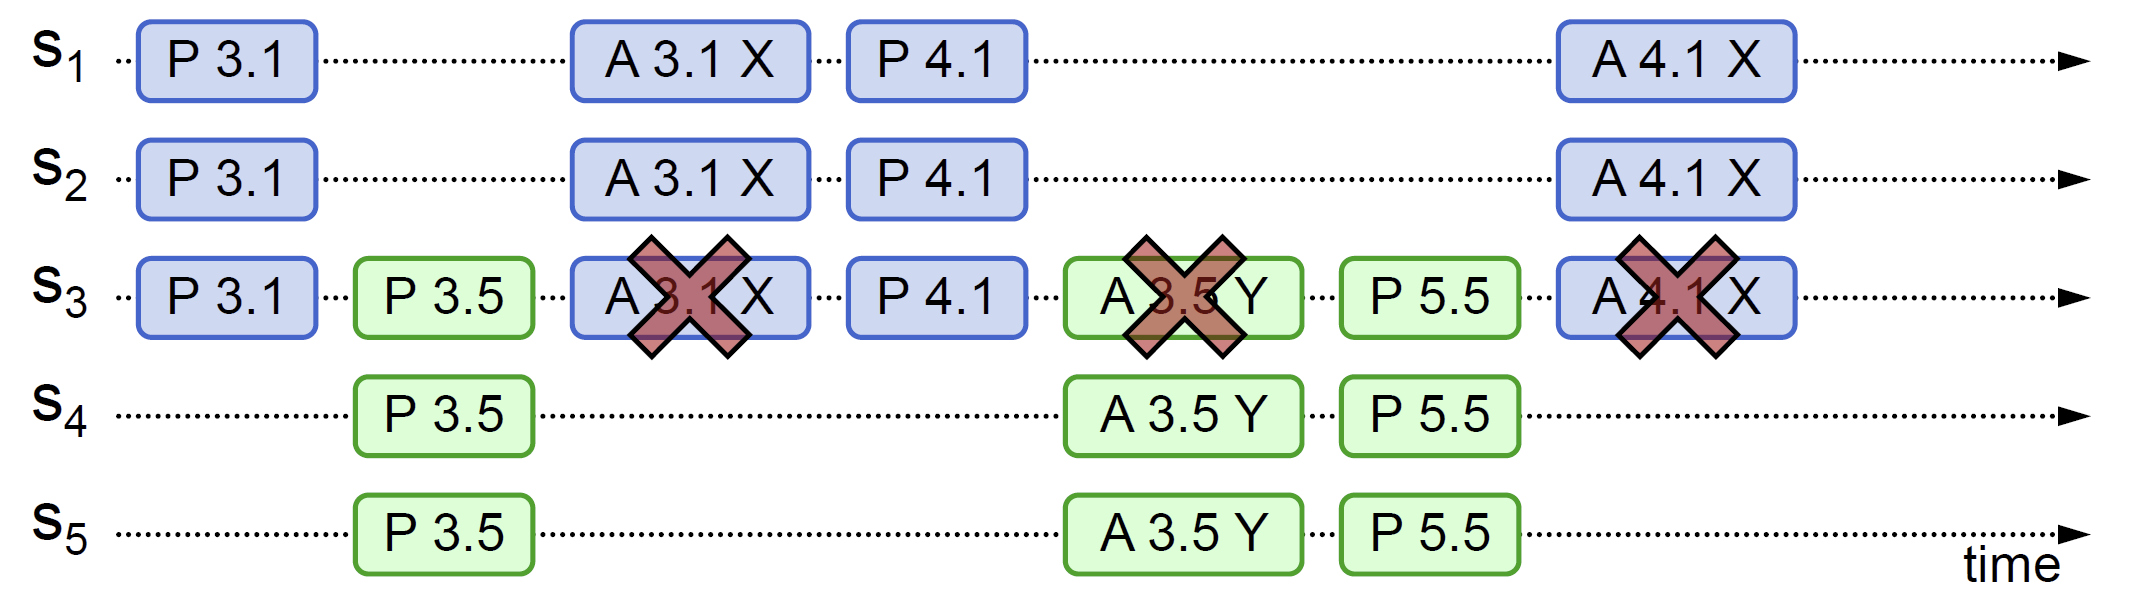 S1 P 3.1 A 3.1 X P 4.1 A 4.1 X
S2 P 3.1 A 3.1 X P 4.1 A 4.1 X
S3 P 3.1 P 3.5 A 3.1 X P 4.1 A 3.5 Y P 5.5 A 4.1 X
S4 P 3.5 A 3.5 Y P 5.5
S5 P 3.5 A 3.5 Y P 5.5
time